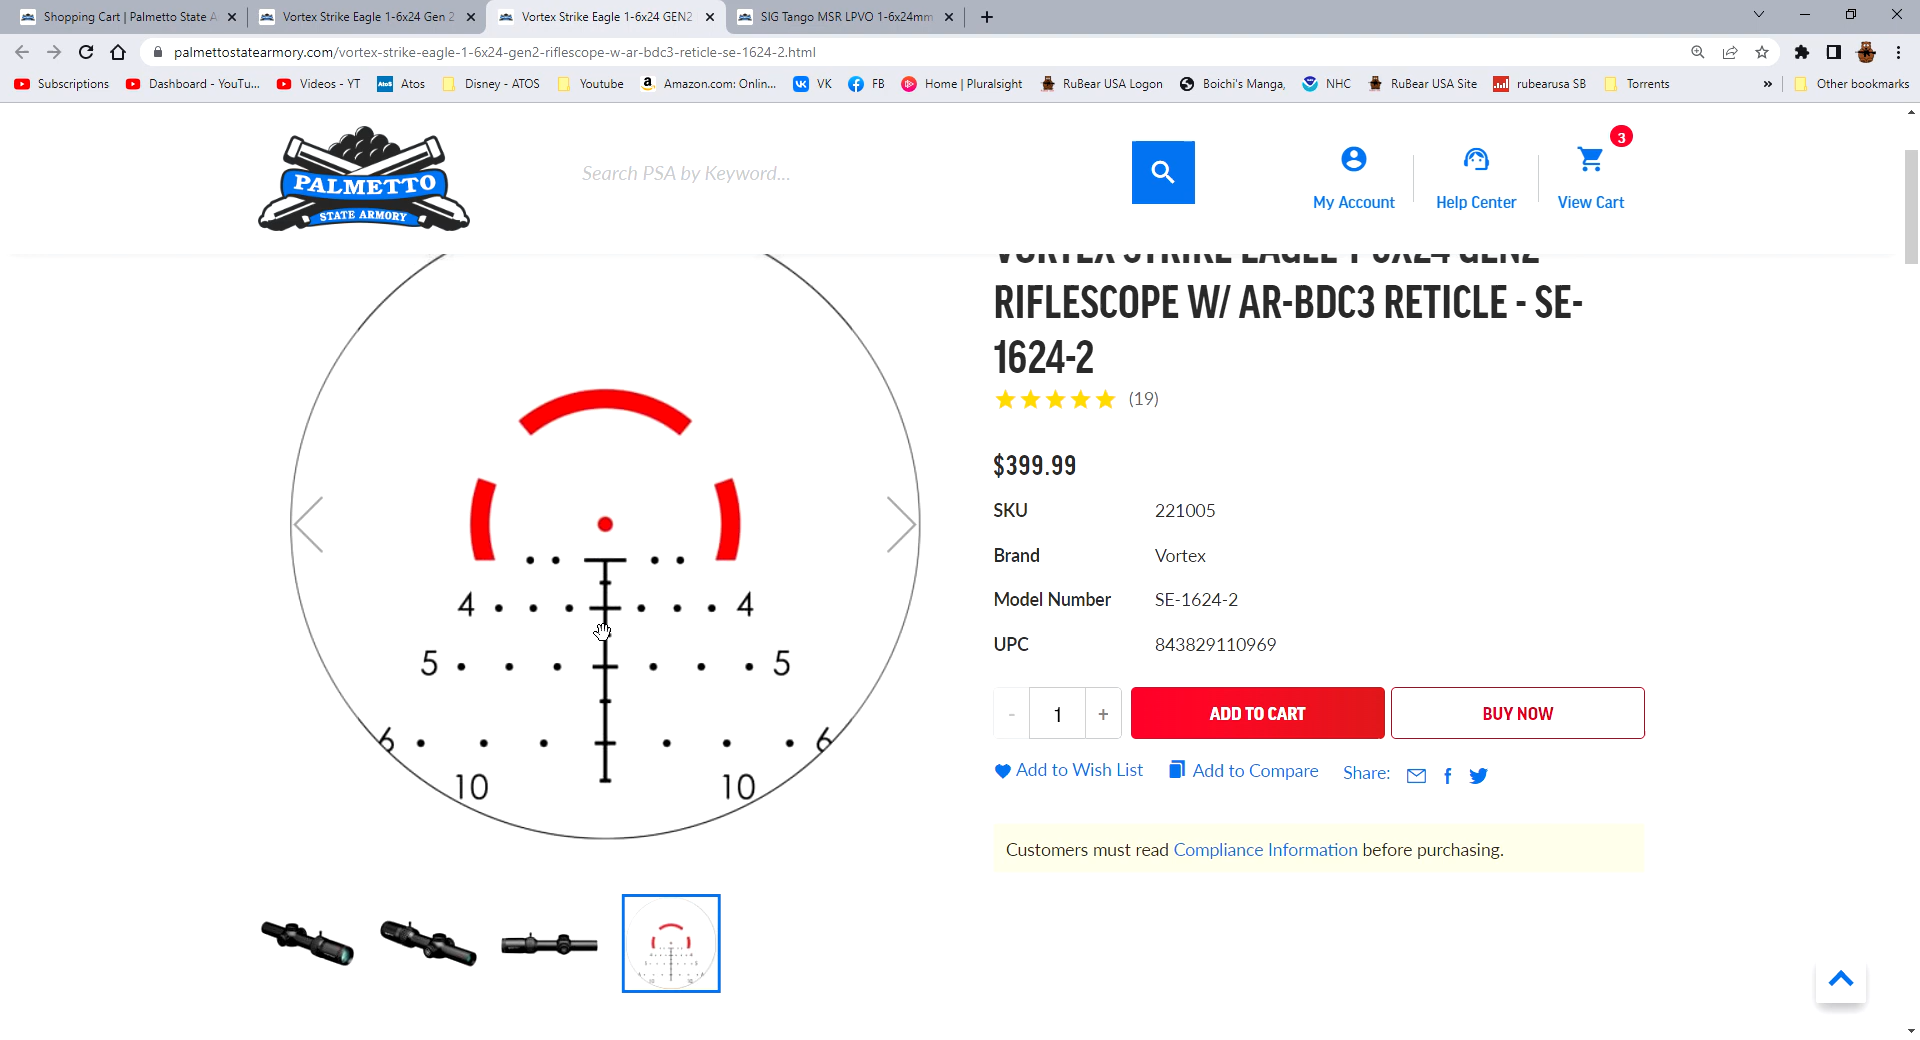 Shopping Cart | Palmetto State A
Vortex Strike Eagle 1-6x24 Gen 2
Vortex Strike Eagle 1-6x24 GEN2
SIG Tango MSR LPVO 1-6x24mm
palmettostatearmory.com/vortex-strike-eagle-1-6x24-gen2-riflescope-w-ar-bdc3-reticle-se-1624-2.html
Subscriptions
Dashboard - YouTu...
Videos - YT
Atos
Atos
Disney - ATOS
Youtube
a
Amazon.com: Onlin...
VK
FB
Home | Pluralsight
RuBear USA Logon
Boichi's Manga,
NHC
RuBear USA Site
rubearusa SB
Torrents
»
Other bookmarks
PALMETTO
STATE ARMORY
Search PSA by Keyword...
My Account
Help Center
3
View Cart
VORTEX STRIKE EAGLE 1-6X24 GEN2
RIFLESCOPE W/ AR-BDC3 RETICLE - SE-
1624-2
(19)
$399.99
SKU 221005
Brand Vortex
Model Number SE-1624-2
UPC 843829110969
- 1 + ADD TO CART BUY NOW
Add to Wish List Add to Compare Share:
Customers must read Compliance Information before purchasing.
4 4
5 5
6 6
10 10